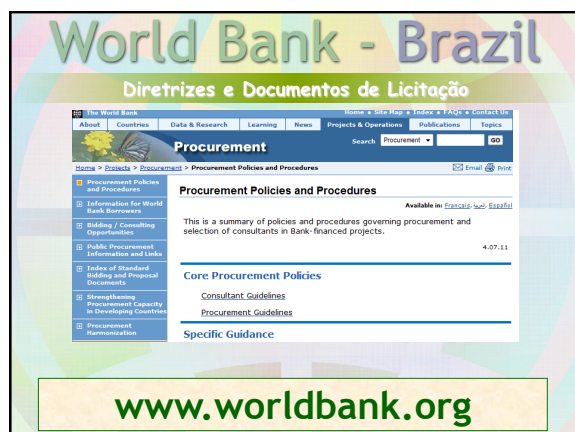 World Bank - Brazil
Diretrizes e Documentos de Licitação
The World Bank
Home • Site Map • Index • FAQs • Contact Us
About Countries Data & Research Learning News Projects & Operations Publications Topics
Procurement
Search Procurement GO
Home > Projects > Procurement > Procurement Policies and Procedures
Email Print
Procurement Policies
and Procedures
Information for World
Bank Borrowers
Bidding / Consulting
Opportunities
Public Procurement
Information and Links
Index of Standard
Bidding and Proposal
Documents
Strengthening
Procurement Capacity
in Developing Countries
Procurement
Harmonization
Procurement Policies and Procedures
Available in: Français, العربية, Español
This is a summary of policies and procedures governing procurement and
selection of consultants in Bank-financed projects.
4.07.11
Core Procurement Policies
Consultant Guidelines
Procurement Guidelines
Specific Guidance
www.worldbank.org